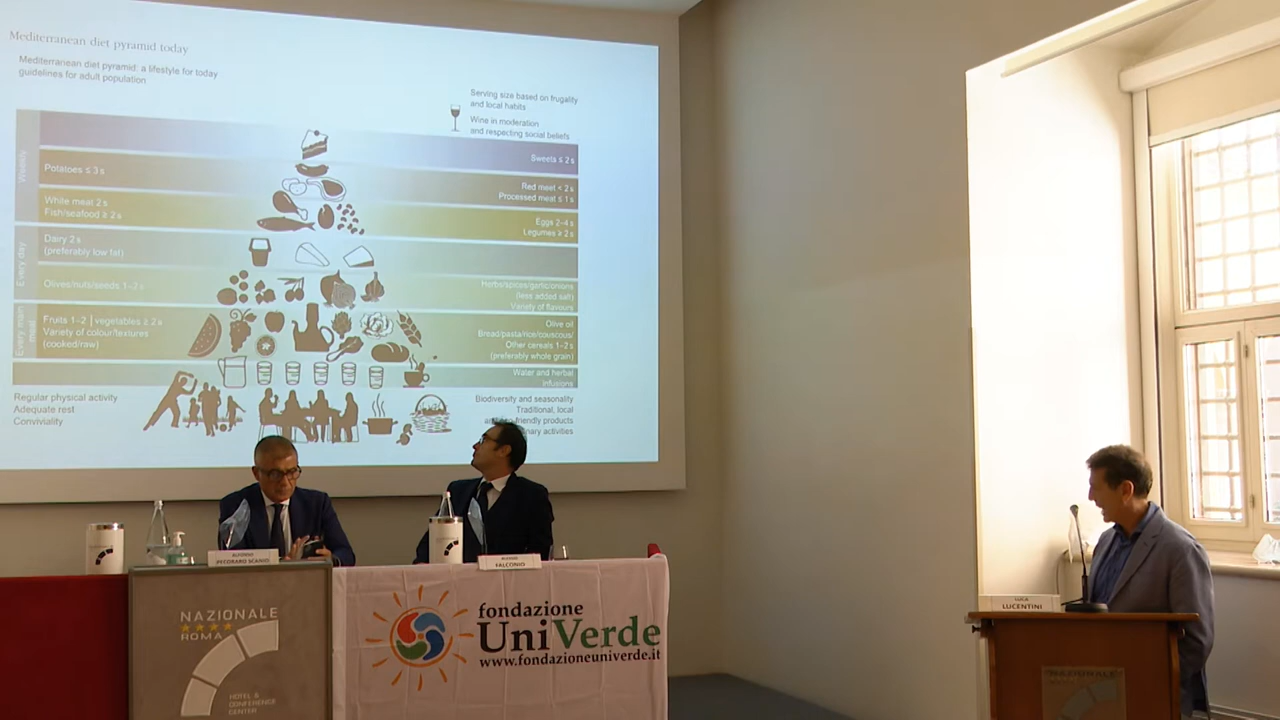 Mediterranean diet pyramid today
Mediterranean diet pyramid: a lifestyle for today
guidelines for adult population
Serving size based on frugality
and local habits
Wine in moderation
and respecting social beliefs
Weekly
Sweets ≤ 2 s
Potatoes ≤ 3 s
Red meat < 2 s
Processed meat ≤ 1 s
White meat 2 s
Fish/seafood ≥ 2 s
Eggs 2–4 s
Legumes ≥ 2 s
Every day
Dairy 2 s
(preferably low fat)
Olives/nuts/seeds 1–2 s
Herbs/spices/garlic/onions
(less added salt)
Variety of flavours
Every main
meal
Fruits 1–2 | vegetables ≥ 2 s
Variety of colour/textures
(cooked/raw)
Olive oil
Bread/pasta/rice/couscous/
Other cereals 1–2 s
(preferably whole grain)
Water and herbal
infusions
Regular physical activity
Adequate rest
Conviviality
Biodiversity and seasonality
Traditional, local
friendly products
activities
PECORARO SCANIO
FALCONIO
LUCA
LUCENTINI
NAZIONALE
ROMA
HOTEL &
CONFERENCE
CENTER
fondazione
UniVerde
www.fondazioneuniverde.it
NAZIONALE